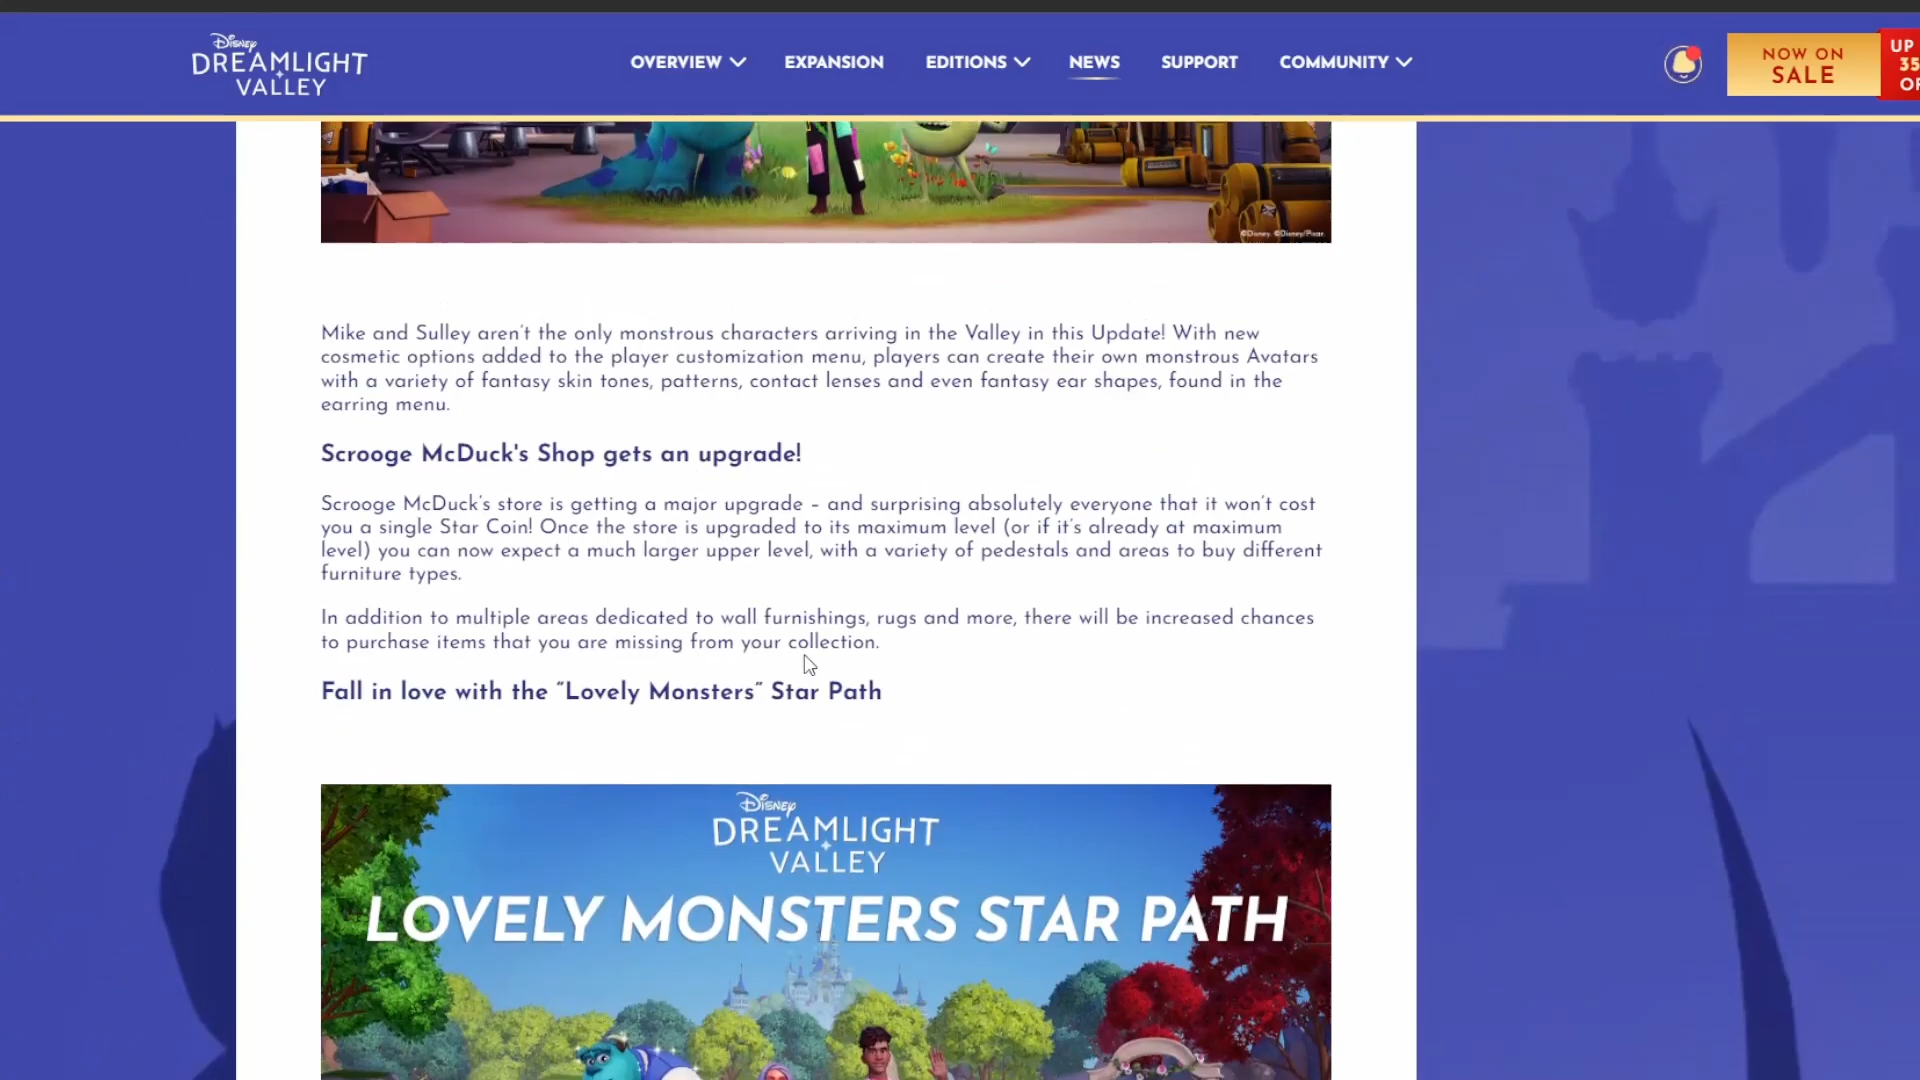 Disney
DREAMLIGHT
VALLEY
OVERVIEW
EXPANSION
EDITIONS
NEWS
SUPPORT
COMMUNITY
NOW ON
SALE
UP
35
OF
©Disney. ©Disney/Pixar.
Mike and Sulley aren’t the only monstrous characters arriving in the Valley in this Update! With new
cosmetic options added to the player customization menu, players can create their own monstrous Avatars
with a variety of fantasy skin tones, patterns, contact lenses and even fantasy ear shapes, found in the
earring menu.
Scrooge McDuck's Shop gets an upgrade!
Scrooge McDuck’s store is getting a major upgrade – and surprising absolutely everyone that it won’t cost
you a single Star Coin! Once the store is upgraded to its maximum level (or if it’s already at maximum
level) you can now expect a much larger upper level, with a variety of pedestals and areas to buy different
furniture types.
In addition to multiple areas dedicated to wall furnishings, rugs and more, there will be increased chances
to purchase items that you are missing from your collection.
Fall in love with the “Lovely Monsters” Star Path
Disney
DREAMLIGHT
VALLEY
LOVELY MONSTERS STAR PATH